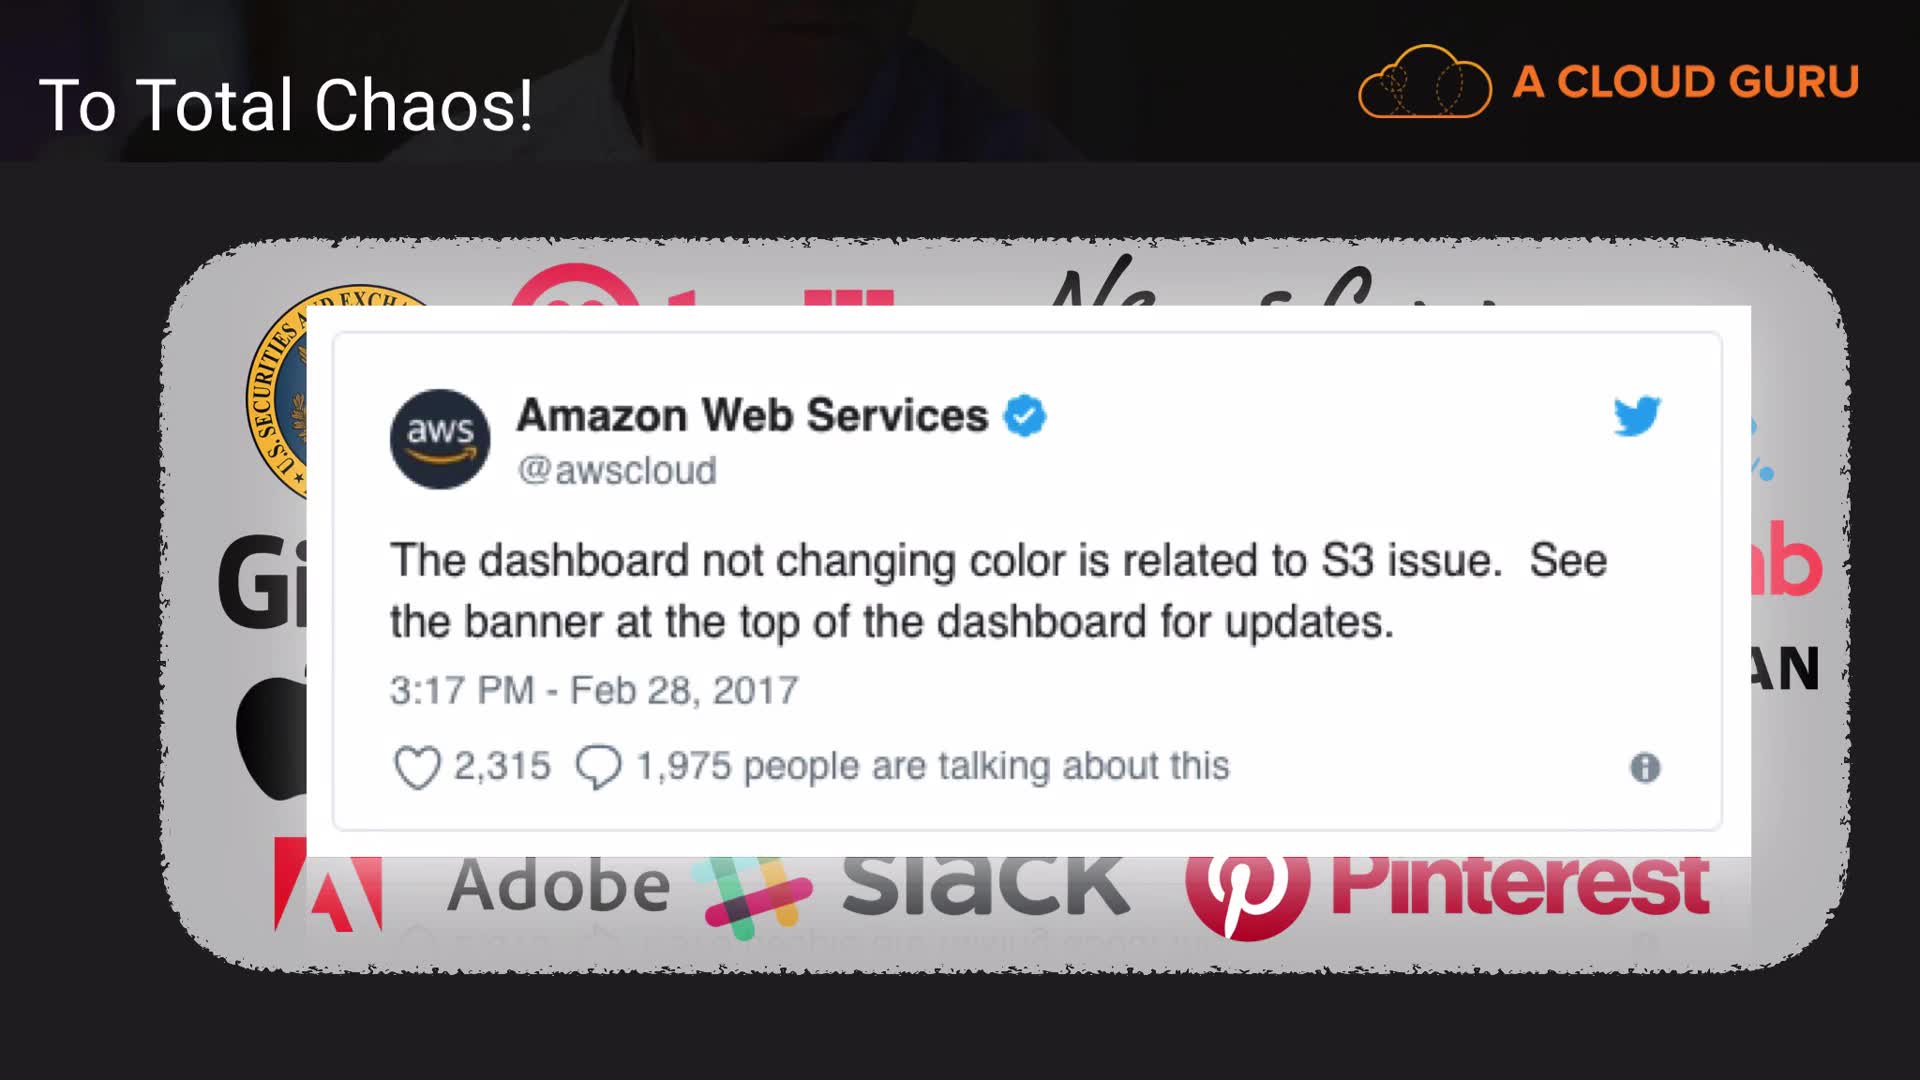 To Total Chaos!
A CLOUD GURU
U.S. SECURITIES
Amazon Web Services
@awscloud
aws
The dashboard not changing color is related to S3 issue. See
the banner at the top of the dashboard for updates.
3:17 PM - Feb 28, 2017
2,315 1,975 people are talking about this
Adobe slack Pinterest